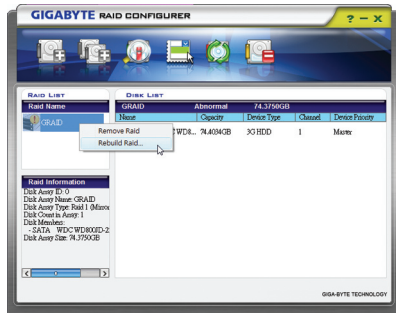 GIGABYTE RAID CONFIGURER
? – X
RAID LIST
Raid Name
GRAID
Remove Raid
Rebuild Raid...
DISK LIST
GRAID Abnormal 74.3750GB
Name Capacity Device Type Channel Device Priority
WD8... 74.4034GB 3G HDD 1 Master
Raid Information
Disk Array ID: 0
Disk Array Name: GRAID
Disk Array Type: Raid 1 (Mirror
Disk Count in Array: 1
Disk Members:
- SATA WDC WD800JD-2
Disk Array Size: 74.3750GB
GIGA-BYTE TECHNOLOGY